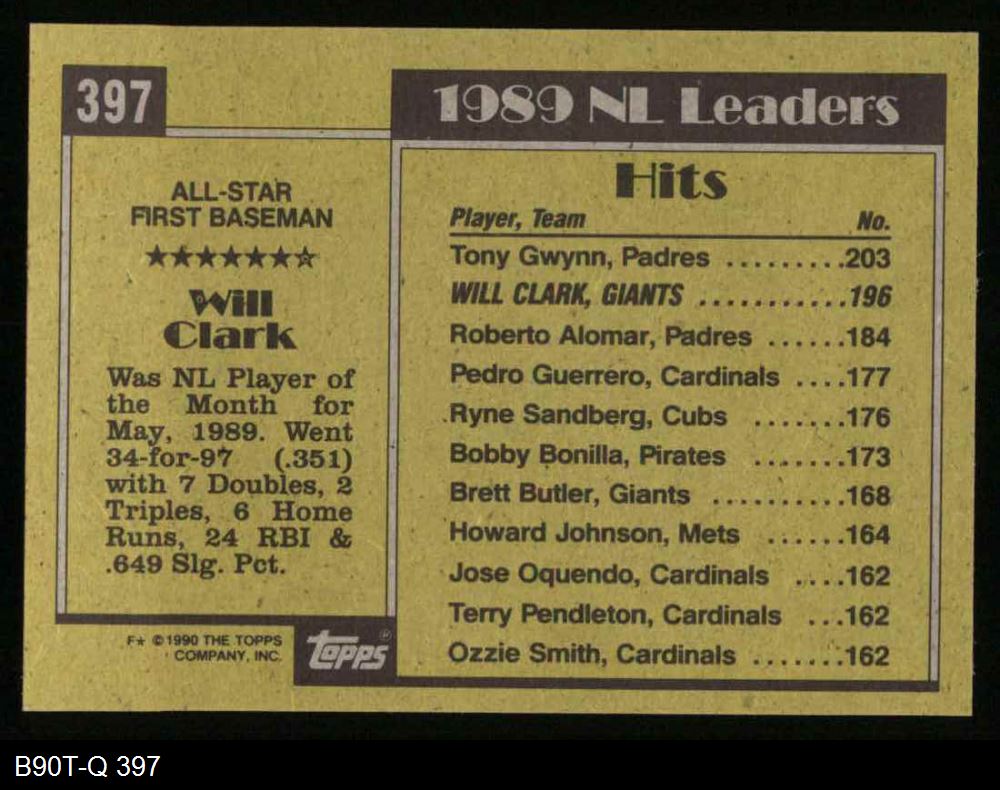 397
ALL-STAR
FIRST BASEMAN
★★★★★★☆
Will
Clark
Was NL Player of
the Month for
May, 1989. Went
34-for-97 (.351)
with 7 Doubles, 2
Triples, 6 Home
Runs, 24 RBI &
.649 Slg. Pct.
F★ © 1990 THE TOPPS
COMPANY, INC.
topps®
1989 NL Leaders
Hits
Player, Team No.
Tony Gwynn, Padres .........203
WILL CLARK, GIANTS ...........196
Roberto Alomar, Padres ......184
Pedro Guerrero, Cardinals ....177
Ryne Sandberg, Cubs .......176
Bobby Bonilla, Pirates .......173
Brett Butler, Giants ..........168
Howard Johnson, Mets ......164
Jose Oquendo, Cardinals ....162
Terry Pendleton, Cardinals ...162
Ozzie Smith, Cardinals .......162
B90T-Q 397